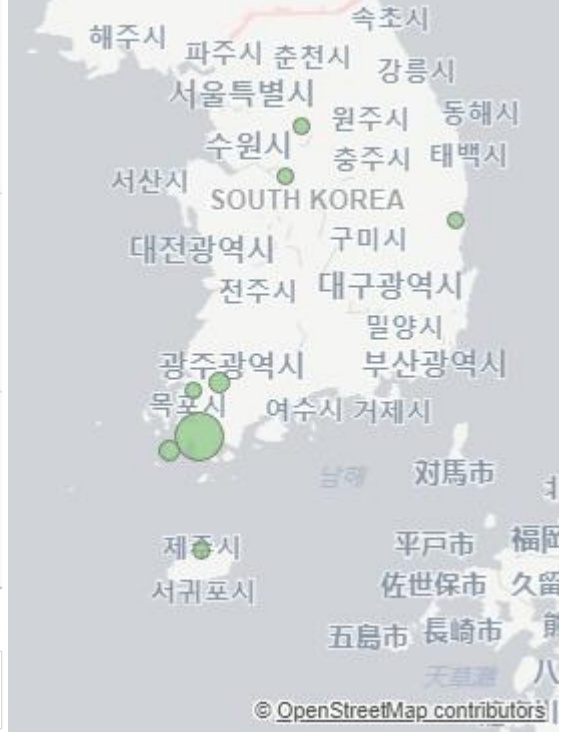 속초시
해주시
파주시 춘천시
강릉시
서울특별시
원주시 동해시
수원시
충주시 태백시
서산시
SOUTH KOREA
구미시
대전광역시
전주시 대구광역시
밀양시
광주광역시 부산광역시
목포시
여수시 거제시
남해
対馬市
北
제주시
平戸市 福岡
서귀포시
佐世保市 久留
五島市 長崎市 熊
天草灘 八
© OpenStreetMap contributors